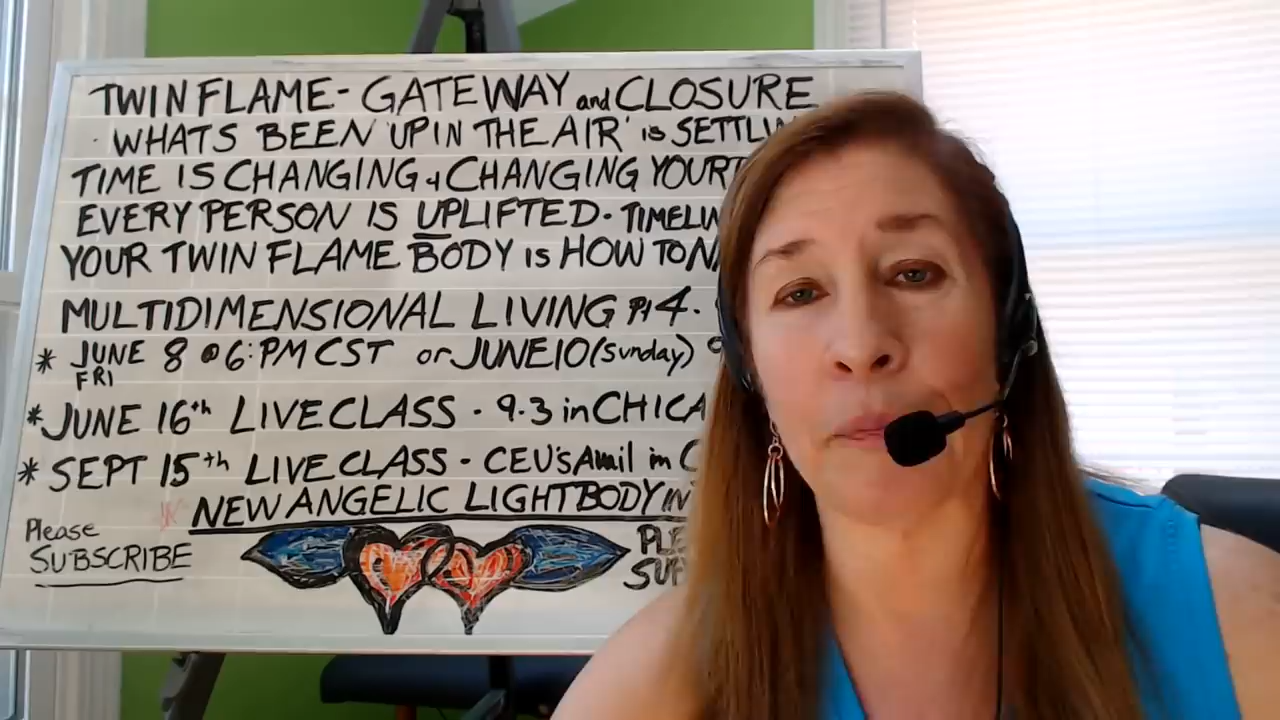 TWIN FLAME - GATEWAY and CLOSURE
· WHATS BEEN 'UP IN THE AIR' is
TIME IS CHANGING + CHANGING
EVERY PERSON IS UPLIFTED.
YOUR TWIN FLAME BODY is HOW TO
MULTIDIMENSIONAL LIVING Pt 4.
* JUNE 8 @ 6:PM CST or JUNE 10 (Sunday)
FRI
* JUNE 16th LIVE CLASS - 9-3 in
* SEPT 15th LIVE CLASS - CEU's Avail in
NEW ANGELIC LIGHTBODY
Please
SUBSCRIBE